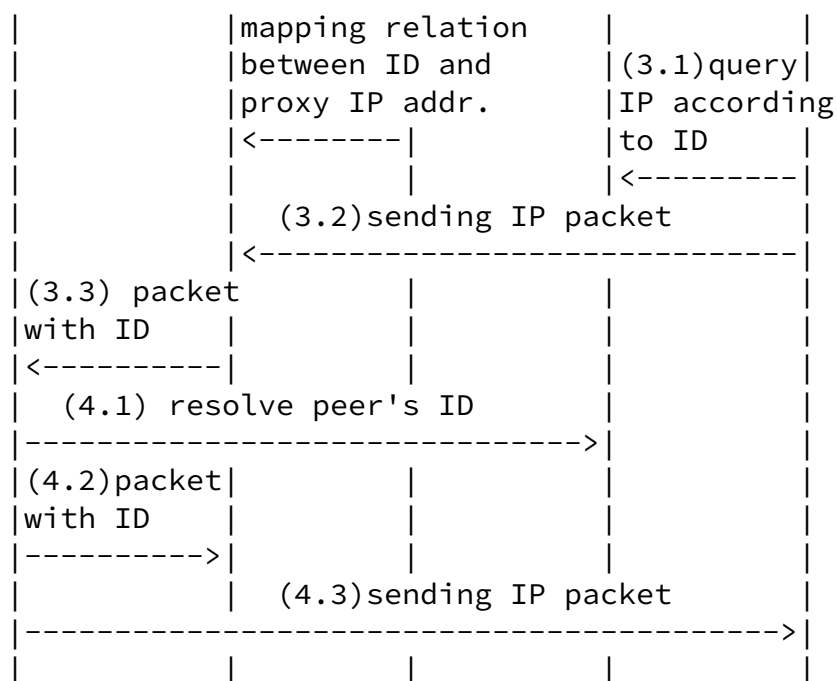 |            |mapping relation    |          |
|            |between ID and      |(3.1)query|
|            |proxy IP addr.      |IP according
|            |<--------|          |to ID     |
|            |         |          |<---------|
|            |  (3.2)sending IP packet       |
|            |<------------------------------|
|(3.3) packet         |          |          |
|with ID     |         |          |          |
|<-----------|         |          |          |
|  (4.1) resolve peer's ID       |          |
|------------------------------->|          |
|(4.2)packet|          |          |          |
|with ID     |         |          |          |
|---------->|          |          |          |
|            |  (4.3)sending IP packet       |
|------------------------------------------>|
|            |         |          |          |